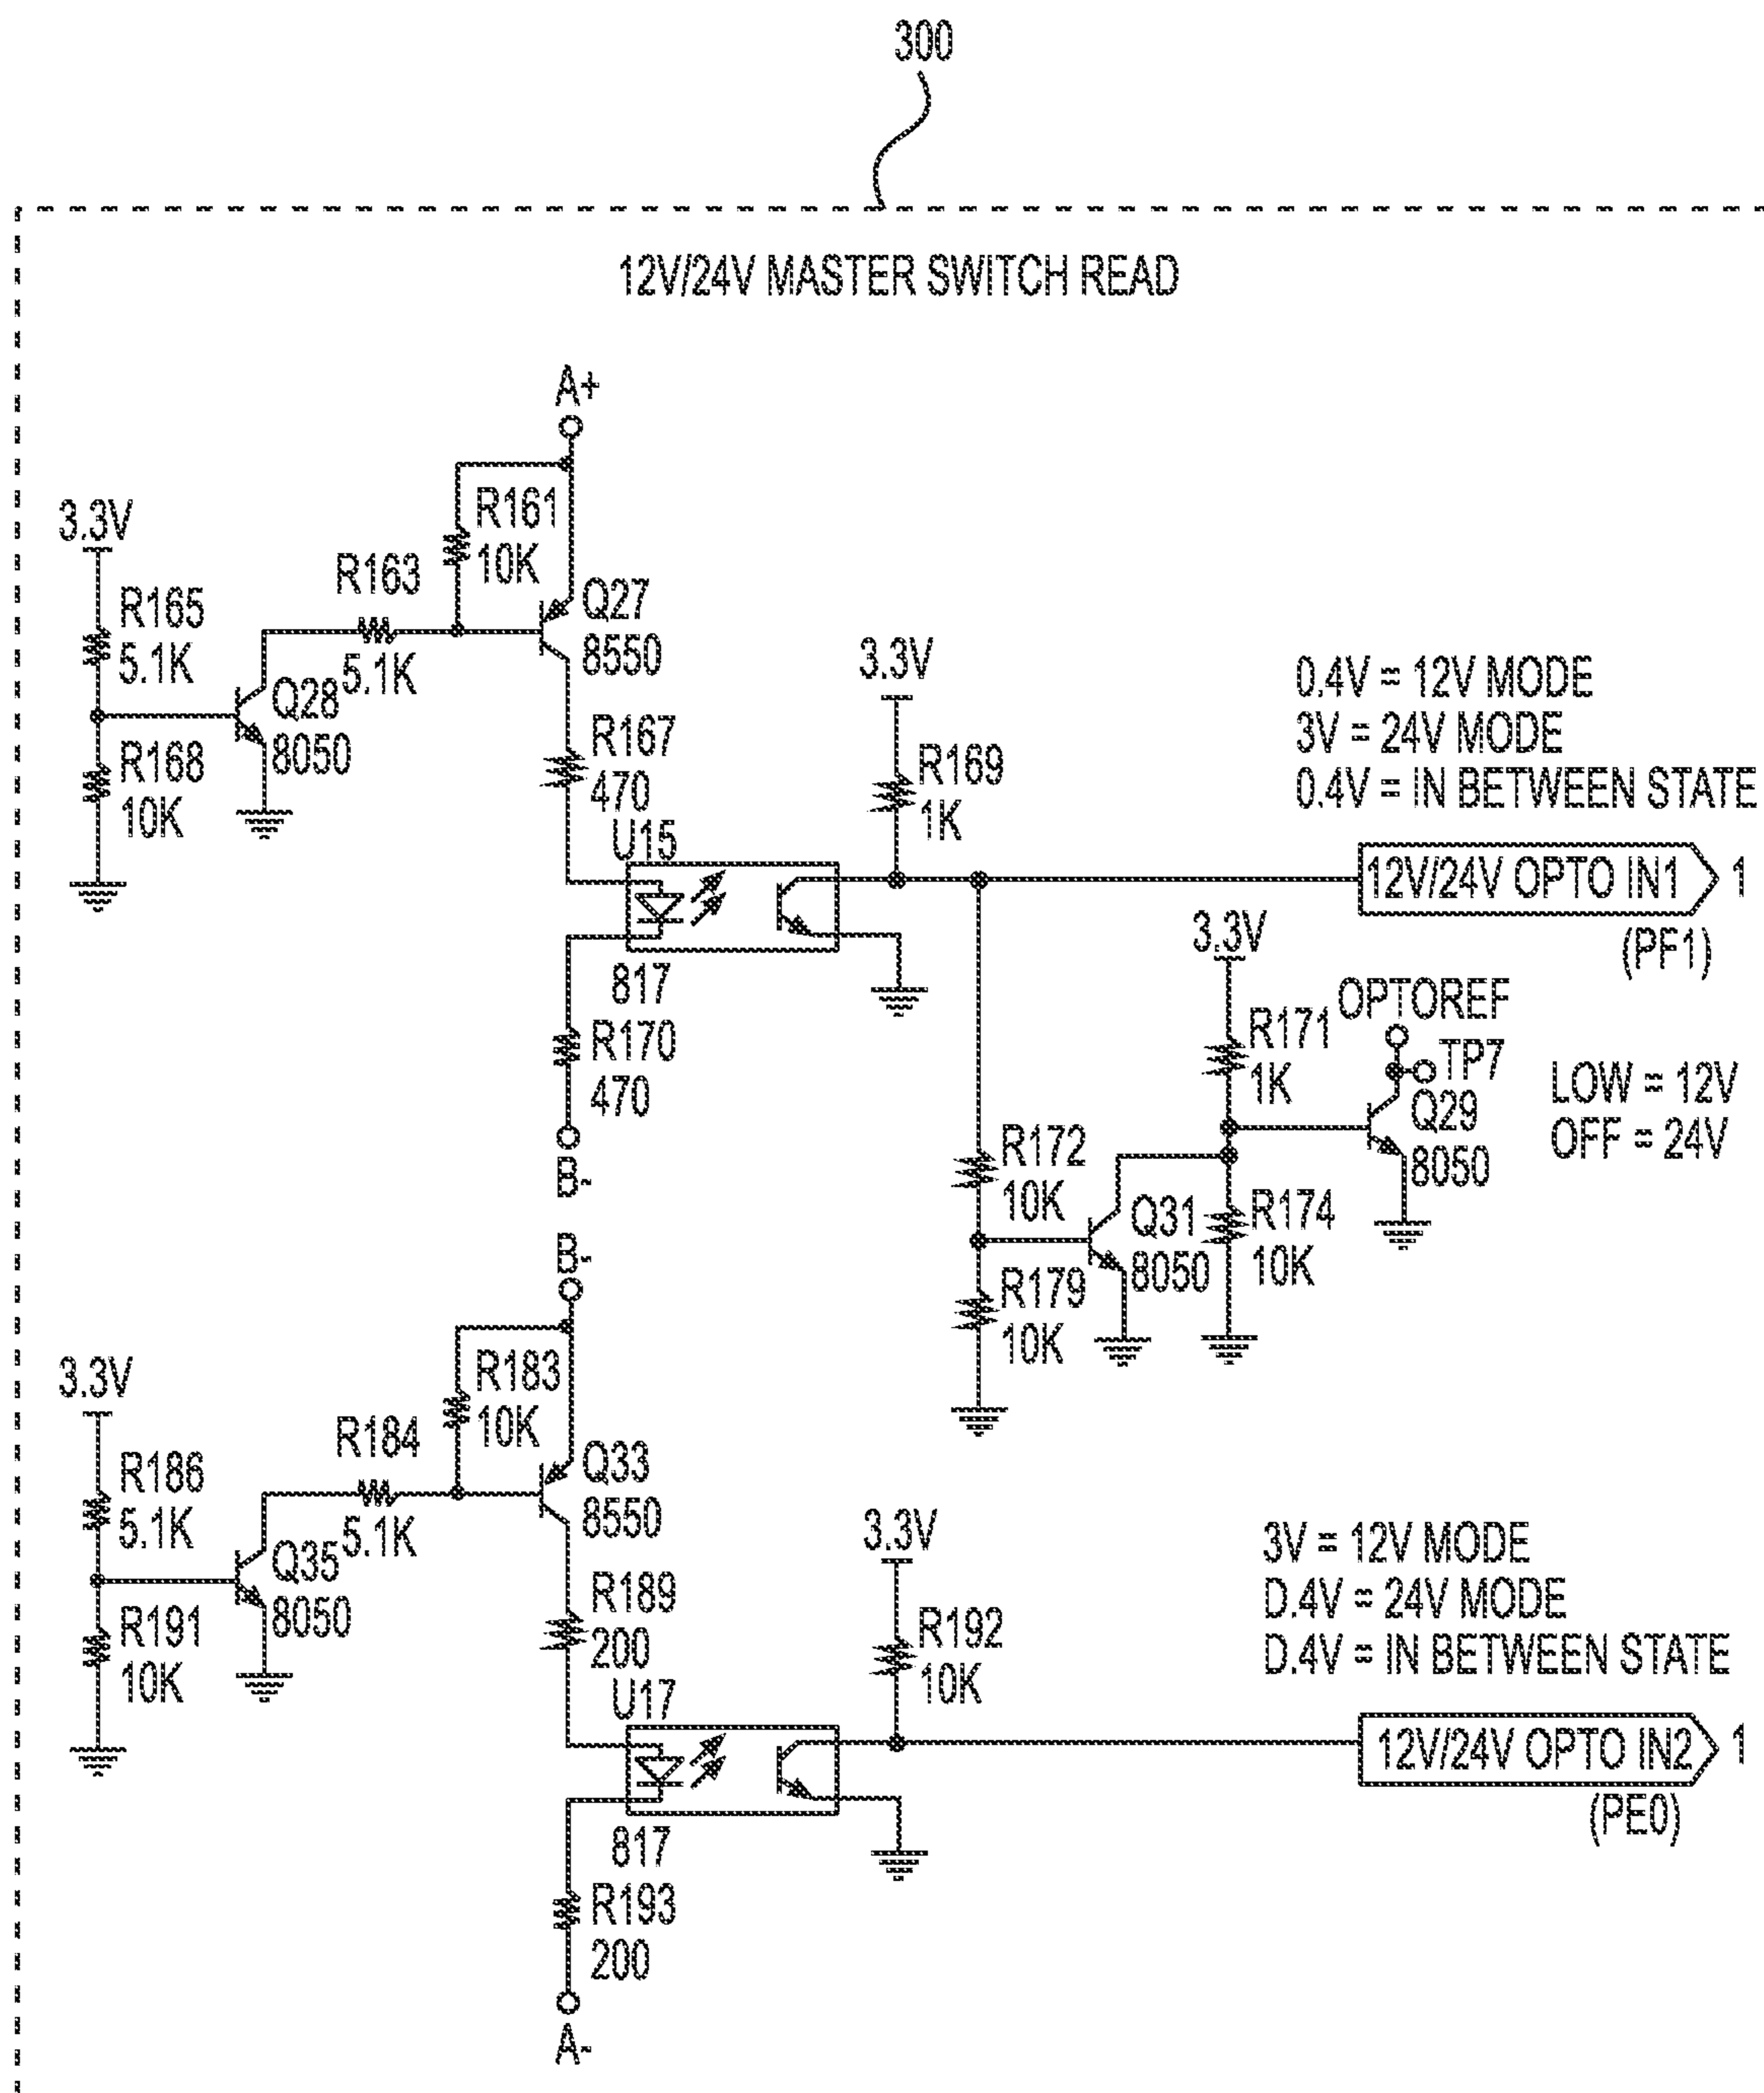 300
12V/24V MASTER SWITCH READ
A+
3.3V
R165
5.1K
R168
10K
Q28
8050
R163
5.1K
R161
10K
Q27
8550
R167
470
U15
817
R170
470
B-
3.3V
R169
1K
0.4V = 12V MODE
3V = 24V MODE
0.4V = IN BETWEEN STATE
12V/24V OPTO IN1
1
(PF1)
3.3V
R171
1K
OPTOREF
TP7
Q29
8050
LOW = 12V
OFF = 24V
R172
10K
R179
10K
Q31
8050
R174
10K
B-
3.3V
R186
5.1K
R191
10K
Q35
8050
R184
5.1K
R183
10K
Q33
8550
R189
200
U17
817
R193
200
A-
3.3V
R192
10K
3V = 12V MODE
D.4V = 24V MODE
D.4V = IN BETWEEN STATE
12V/24V OPTO IN2
1
(PE0)